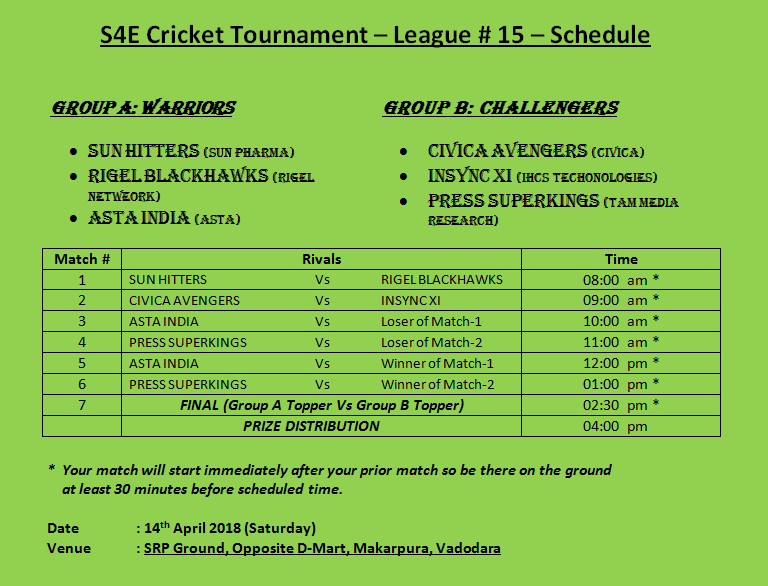 S4E Cricket Tournament – League # 15 – Schedule
GROUP A: WARRIORS
• SUN HITTERS (SUN PHARMA)
• RIGEL BLACKHAWKS (RIGEL
NETWEORK)
• ASTA INDIA (ASTA)
GROUP B: CHALLENGERS
• CIVICA AVENGERS (CIVICA)
• INSYNC XI (IHCS TECHONOLOGIES)
• PRESS SUPERKINGS (TAM MEDIA
RESEARCH)
Match # Rivals Time
1 SUN HITTERS Vs RIGEL BLACKHAWKS 08:00 am *
2 CIVICA AVENGERS Vs INSYNC XI 09:00 am *
3 ASTA INDIA Vs Loser of Match-1 10:00 am *
4 PRESS SUPERKINGS Vs Loser of Match-2 11:00 am *
5 ASTA INDIA Vs Winner of Match-1 12:00 pm *
6 PRESS SUPERKINGS Vs Winner of Match-2 01:00 pm *
7 FINAL (Group A Topper Vs Group B Topper) 02:30 pm *
PRIZE DISTRIBUTION 04:00 pm
* Your match will start immediately after your prior match so be there on the ground
at least 30 minutes before scheduled time.
Date : 14th April 2018 (Saturday)
Venue : SRP Ground, Opposite D-Mart, Makarpura, Vadodara